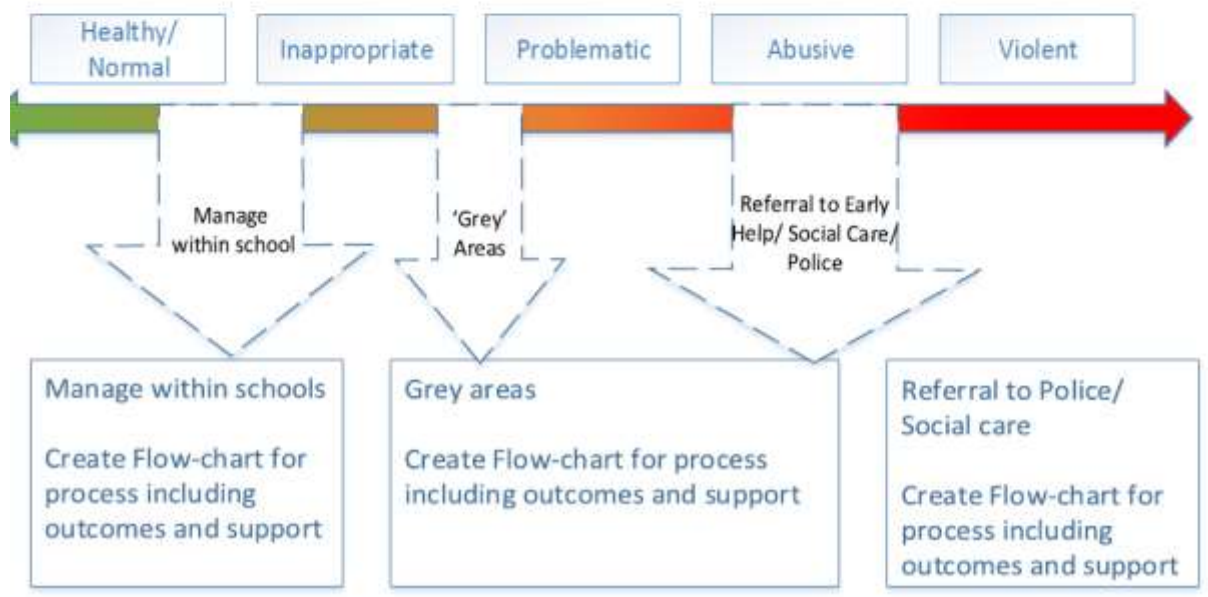 Healthy/
Normal
Inappropriate
Problematic
Abusive
Violent
Manage
within school
'Grey'
Areas
Referral to Early
Help/ Social Care/
Police
Manage within schools
Create Flow-chart for
process including
outcomes and support
Grey areas
Create Flow-chart for process
including outcomes and support
Referral to Police/
Social care
Create Flow-chart for
process including
outcomes and support